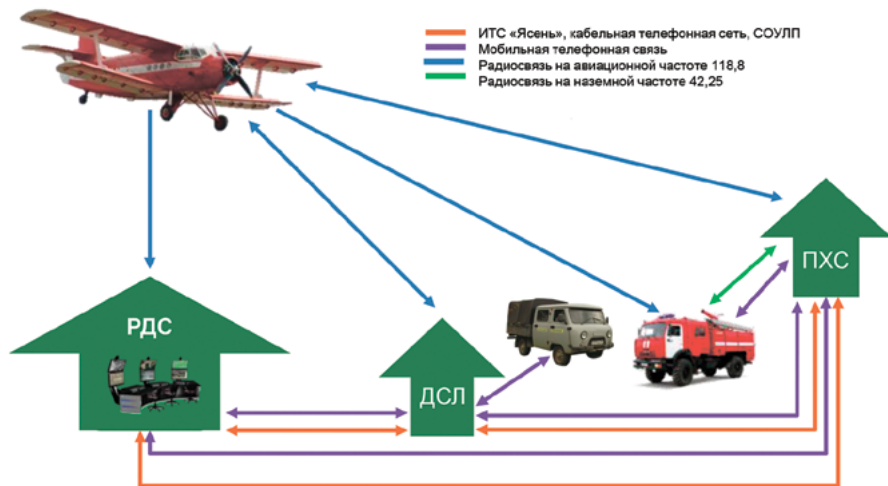 ИТС «Ясень», кабельная телефонная сеть, СОУЛП
Мобильная телефонная связь
Радиосвязь на авиационной частоте 118,8
Радиосвязь на наземной частоте 42,25
ПХС
РДС
ДСЛ